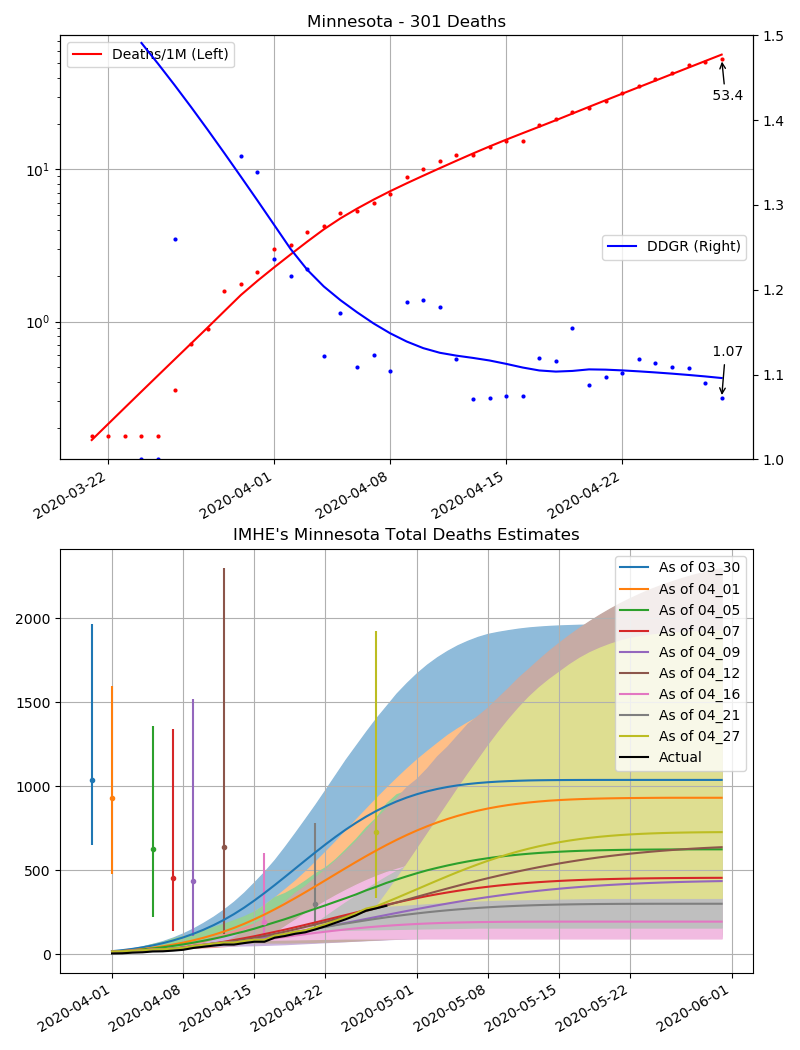 Minnesota - 301 Deaths
Deaths/1M (Left)
DDGR (Right)
53.4
1.07
10¹
10⁰
1.5
1.4
1.3
1.2
1.1
1.0
2020-03-22
2020-04-01
2020-04-08
2020-04-15
2020-04-22
IMHE's Minnesota Total Deaths Estimates
As of 03_30
As of 04_01
As of 04_05
As of 04_07
As of 04_09
As of 04_12
As of 04_16
As of 04_21
As of 04_27
Actual
2000
1500
1000
500
0
2020-04-01
2020-04-08
2020-04-15
2020-04-22
2020-05-01
2020-05-08
2020-05-15
2020-05-22
2020-06-01